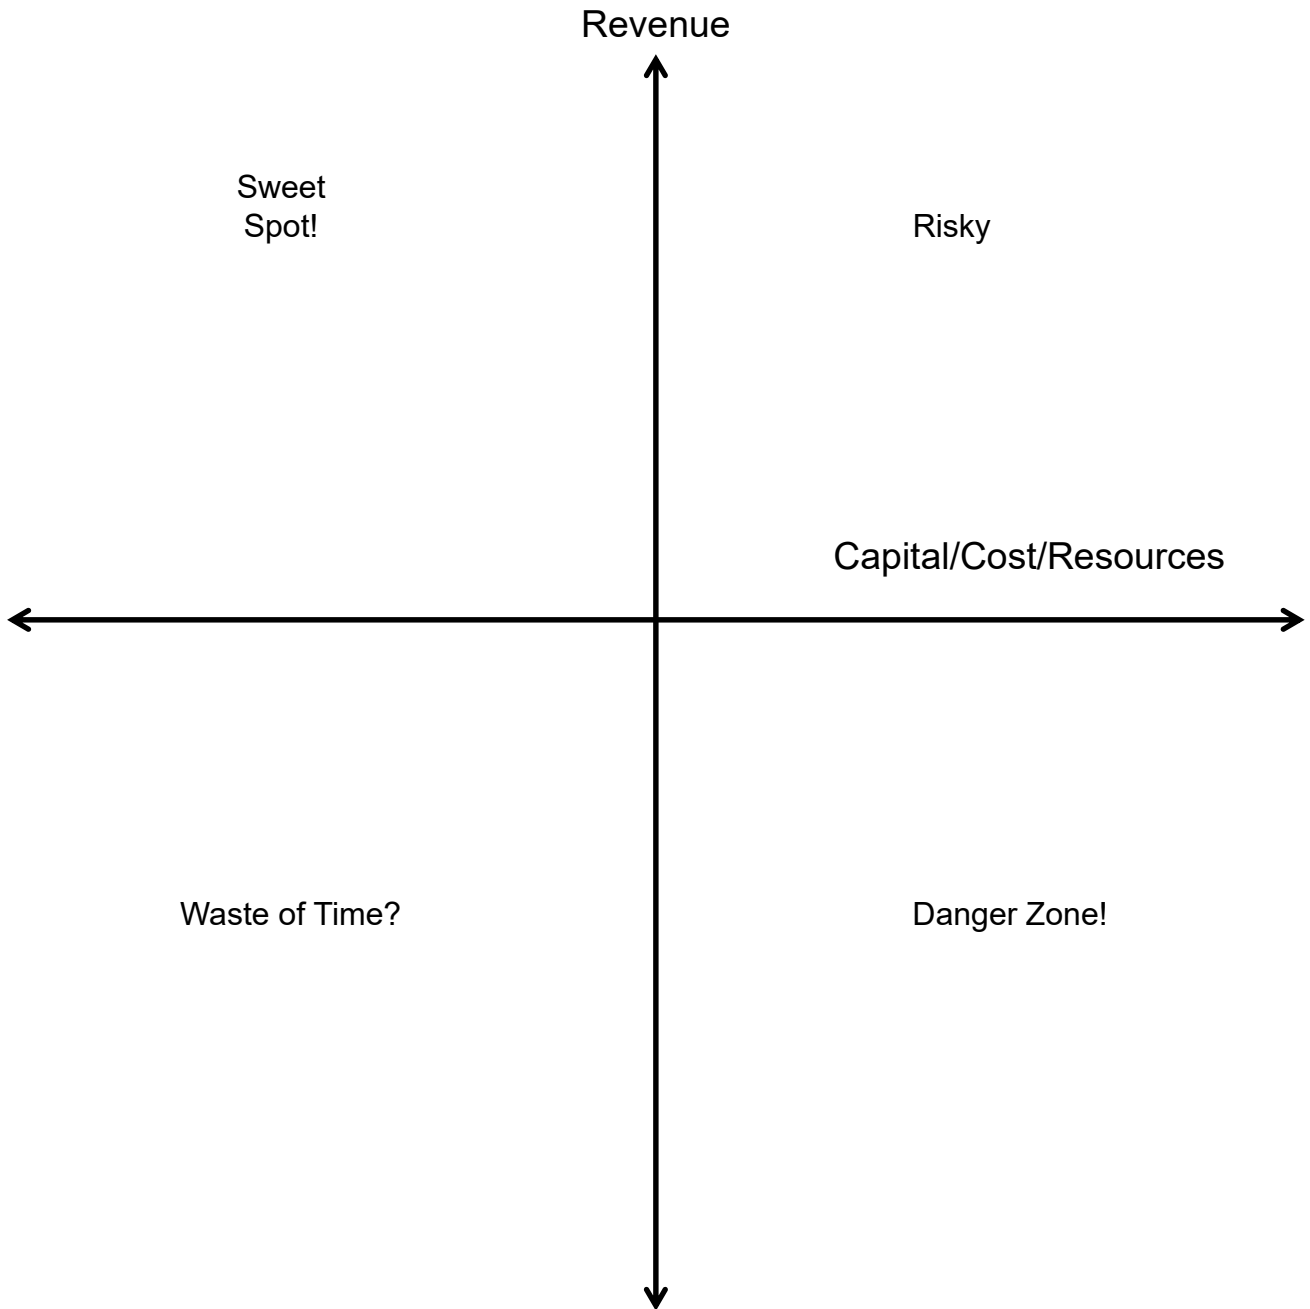 Revenue
Sweet
Spot!
Risky
Capital/Cost/Resources
Waste of Time?
Danger Zone!